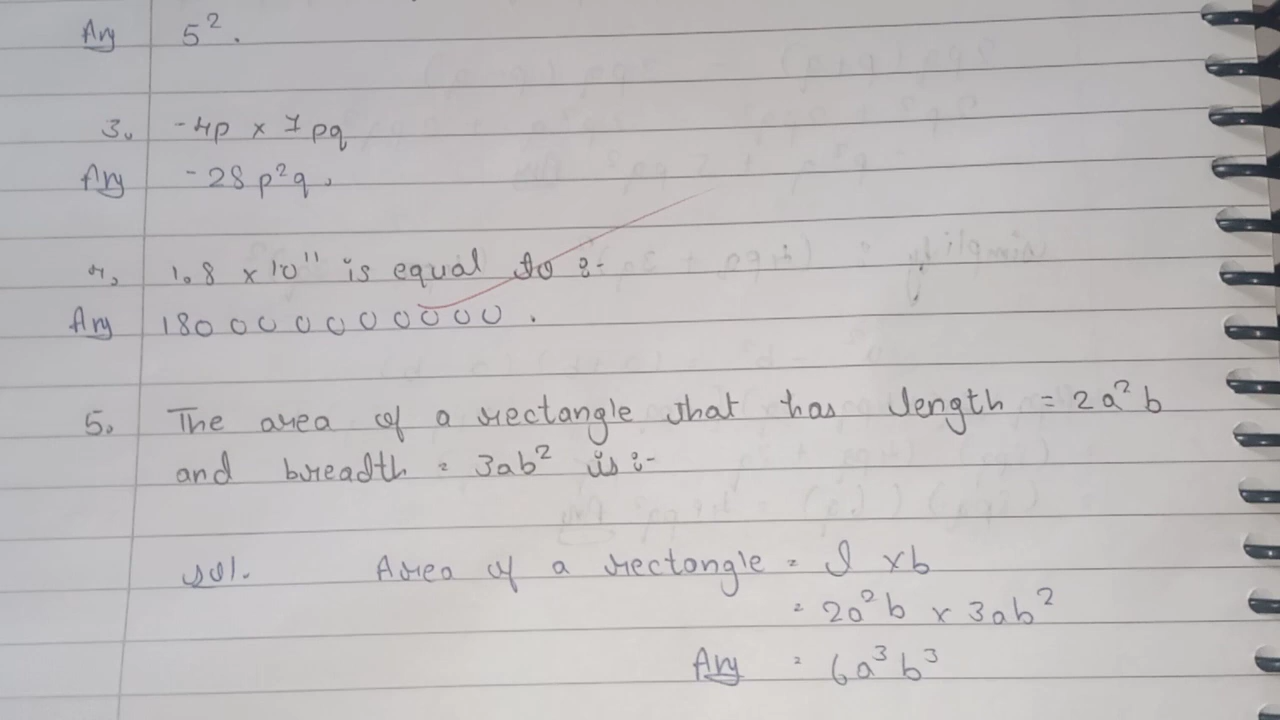 Ans 5².
3. -4p × 7pq
Ans -28p²q.
4. 1.8 × 10¹¹ is equal to :-
Ans 180000000000.
5. The area of a rectangle that has length = 2a²b
and breadth = 3ab² is :-
sol. Area of a rectangle = l × b
= 2a²b × 3ab²
Ans = 6a³b³